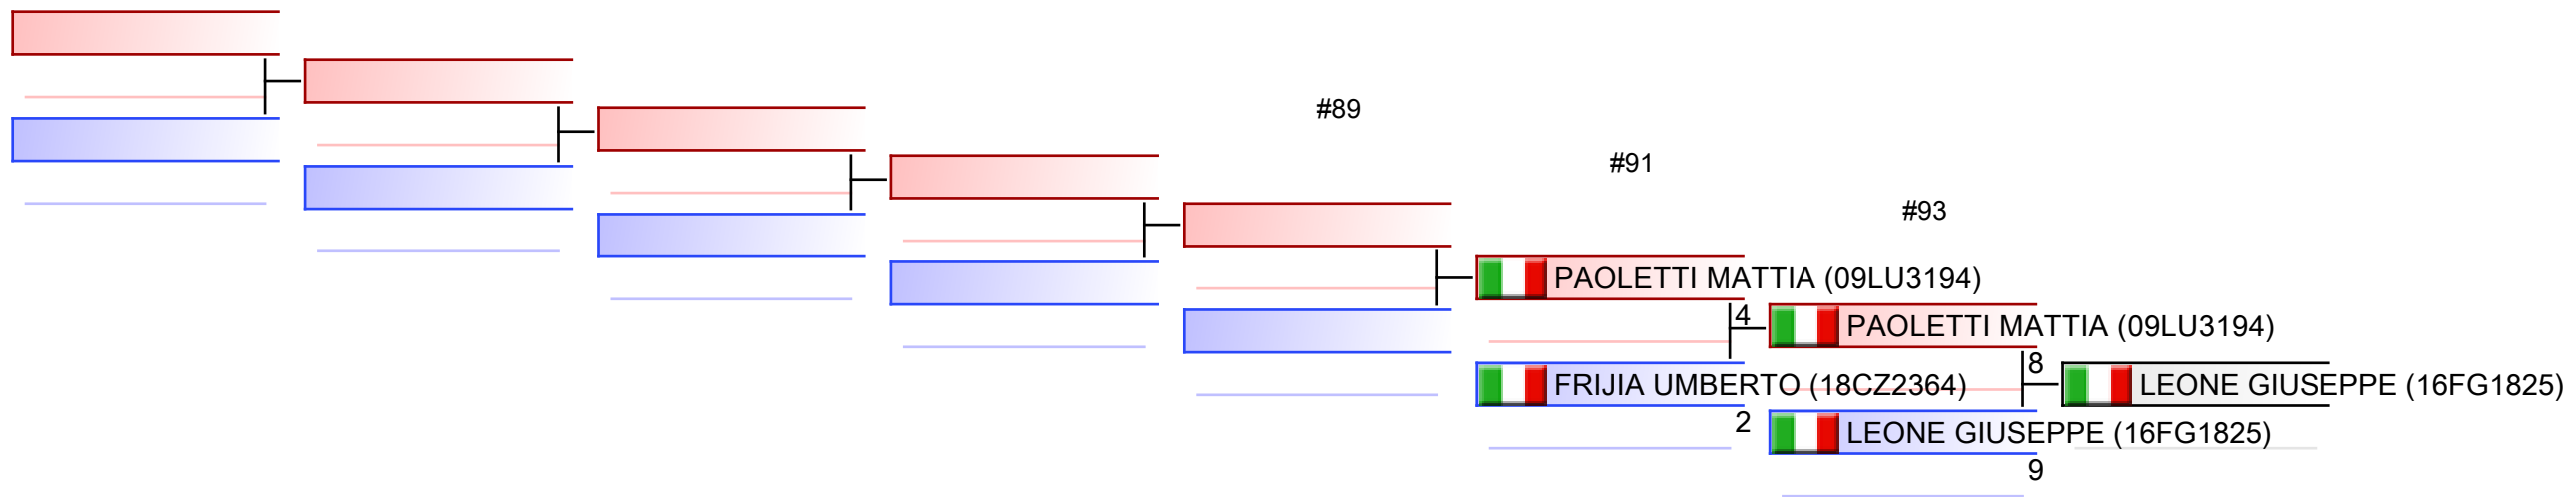 #89
#91
#93
PAOLETTI MATTIA (09LU3194)
4
PAOLETTI MATTIA (09LU3194)
8
FRIJIA UMBERTO (18CZ2364)
LEONE GIUSEPPE (16FG1825)
2
LEONE GIUSEPPE (16FG1825)
9